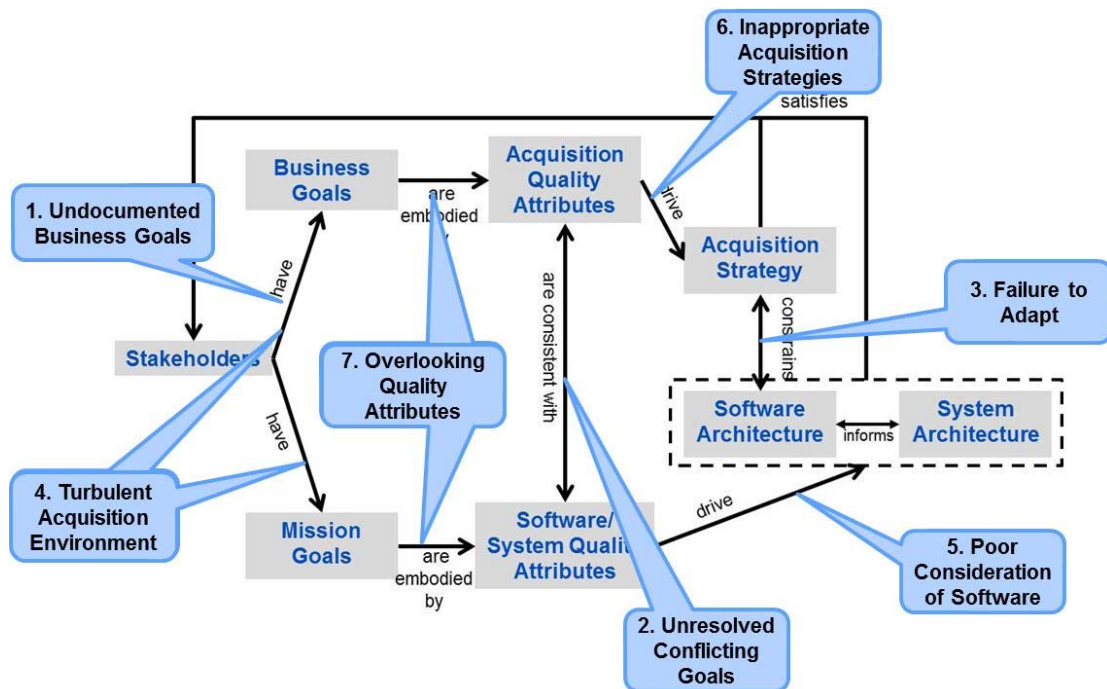 6. Inappropriate
Acquisition
Strategies
satisfies
Business
Goals
are
embodied
Acquisition
Quality
Attributes
drive
1. Undocumented
Business Goals
have
Acquisition
Strategy
3. Failure to
Adapt
are consistent with
constrains
Stakeholders
7. Overlooking
Quality
Attributes
have
Software
Architecture
informs
System
Architecture
4. Turbulent
Acquisition
Environment
drive
Mission
Goals
are
embodied
by
Software/
System Quality
Attributes
5. Poor
Consideration
of Software
2. Unresolved
Conflicting
Goals